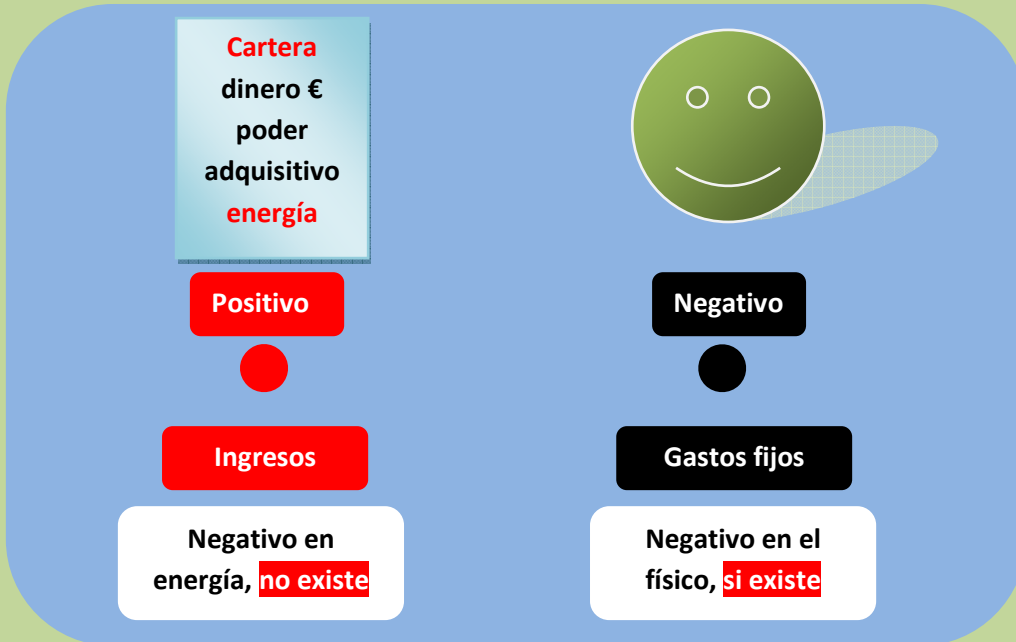 Cartera
dinero €
poder
adquisitivo
energía
Positivo
Negativo
Ingresos
Gastos fijos
Negativo en
energía, no existe
Negativo en el
físico, si existe